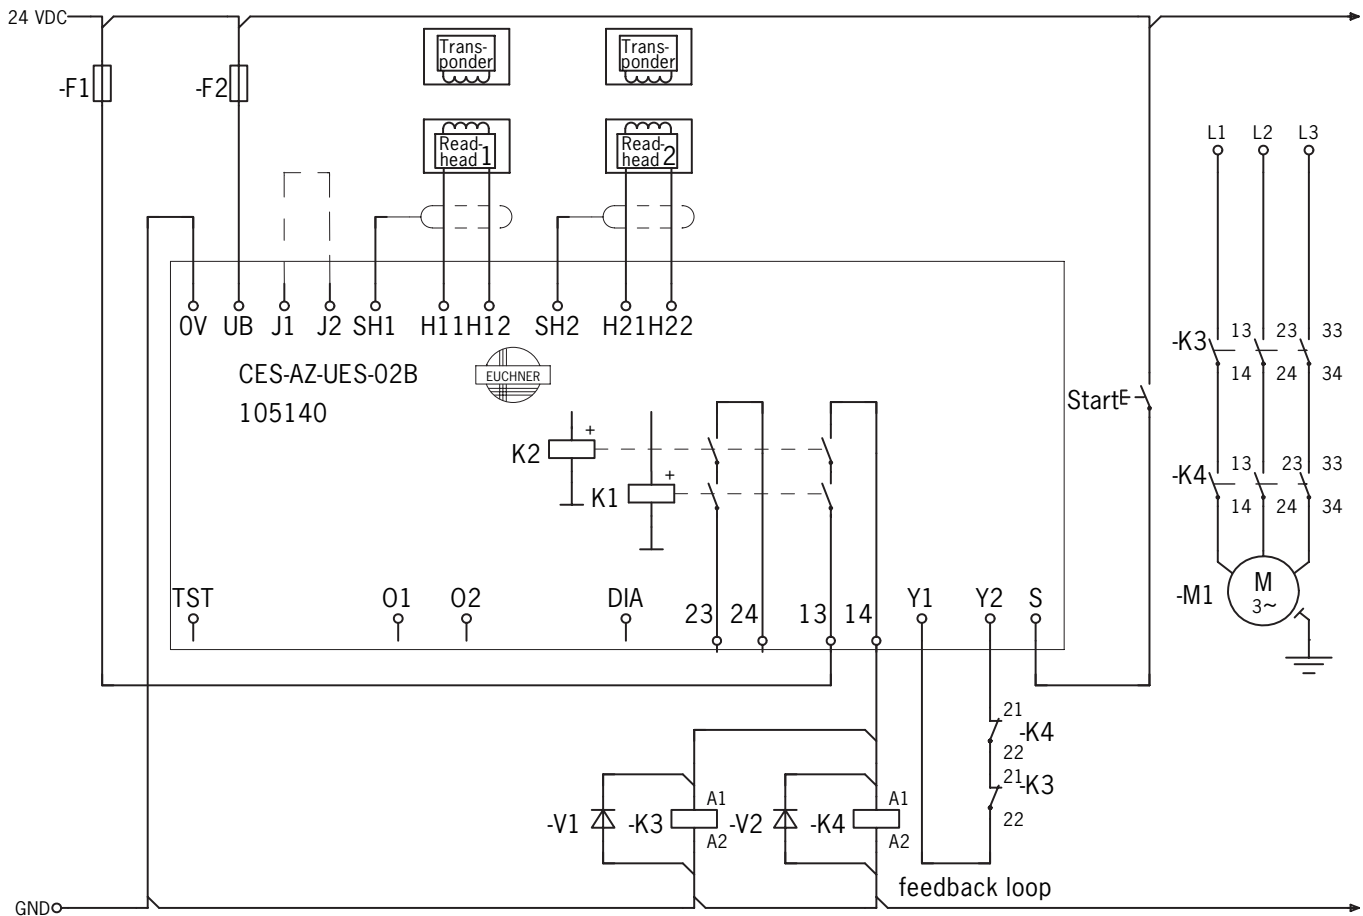 24 VDC
-F1
-F2
Trans-
ponder
Trans-
ponder
Read-
head 1
Read-
head 2
L1 L2 L3
0V UB J1 J2 SH1 H11 H12 SH2 H21 H22
CES-AZ-UES-02B
105140
EUCHNER
K2
+
K1
+
-K3
13 23 33
14 24 34
Start
-K4
13 23 33
14 24 34
-M1
M
3~
TST O1 O2 DIA 23 24 13 14 Y1 Y2 S
21
-K4
22
21
-K3
22
-V1
-K3
A1
A2
-V2
-K4
A1
A2
feedback loop
GND